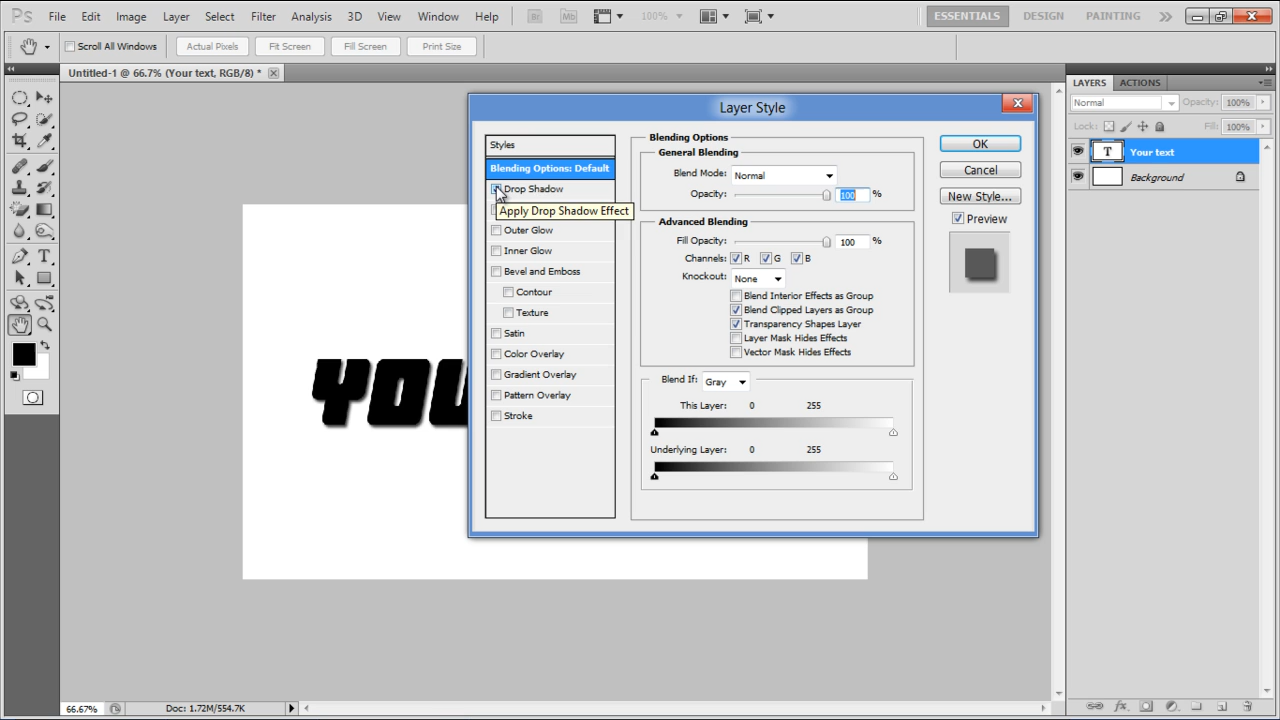 Ps File Edit Image Layer Select Filter Analysis 3D View Window Help Br Mb 100% ESSENTIALS DESIGN PAINTING
Scroll All Windows Actual Pixels Fit Screen Fill Screen Print Size
Untitled-1 @ 66.7% (Your text, RGB/8) *
LAYERS ACTIONS
Normal Opacity: 100%
Lock: Fill: 100%
T Your text
Background
Layer Style
Styles
Blending Options: Default
Drop Shadow
Apply Drop Shadow Effect
Outer Glow
Inner Glow
Bevel and Emboss
Contour
Texture
Satin
Color Overlay
Gradient Overlay
Pattern Overlay
Stroke
Blending Options
General Blending
Blend Mode: Normal
Opacity: 100 %
Advanced Blending
Fill Opacity: 100 %
Channels: R G B
Knockout: None
Blend Interior Effects as Group
Blend Clipped Layers as Group
Transparency Shapes Layer
Layer Mask Hides Effects
Vector Mask Hides Effects
Blend If: Gray
This Layer: 0 255
Underlying Layer: 0 255
OK
Cancel
New Style...
Preview
YOU
66.67% Doc: 1.72M/554.7K